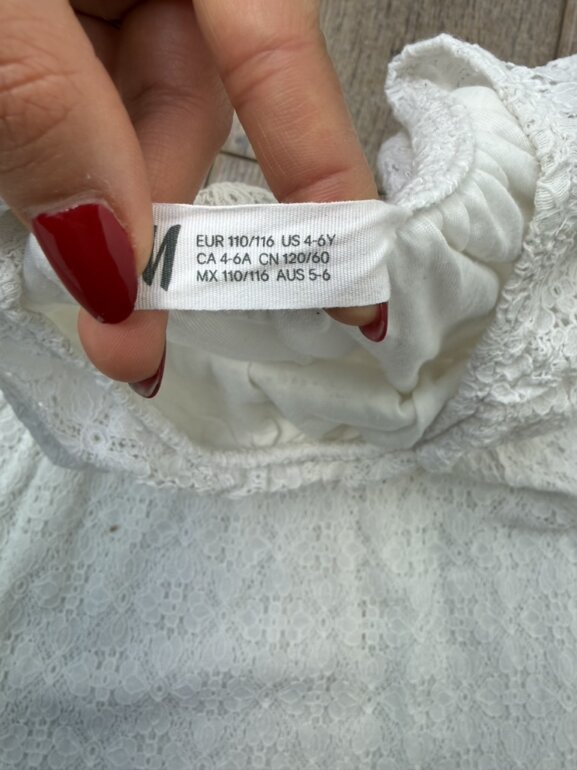 M
EUR 110/116 US 4-6Y
CA 4-6A CN 120/60
MX 110/116 AUS 5-6